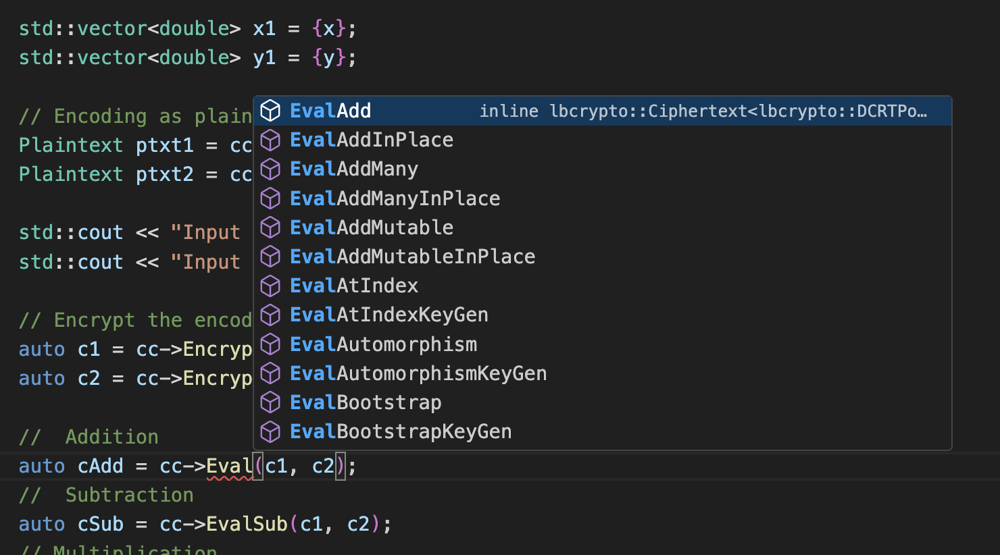 std::vector<double> x1 = {x};
std::vector<double> y1 = {y};
// Encoding as plain
Plaintext ptxt1 = cc
Plaintext ptxt2 = cc
std::cout << "Input
std::cout << "Input
// Encrypt the encod
auto c1 = cc->Encryp
auto c2 = cc->Encryp
EvalAdd inline lbcrypto::Ciphertext<lbcrypto::DCRTPo…
EvalAddInPlace
EvalAddMany
EvalAddManyInPlace
EvalAddMutable
EvalAddMutableInPlace
EvalAtIndex
EvalAtIndexKeyGen
EvalAutomorphism
EvalAutomorphismKeyGen
EvalBootstrap
EvalBootstrapKeyGen
//  Addition
auto cAdd = cc->Eval(c1, c2);
//  Subtraction
auto cSub = cc->EvalSub(c1, c2);
// Multiplication